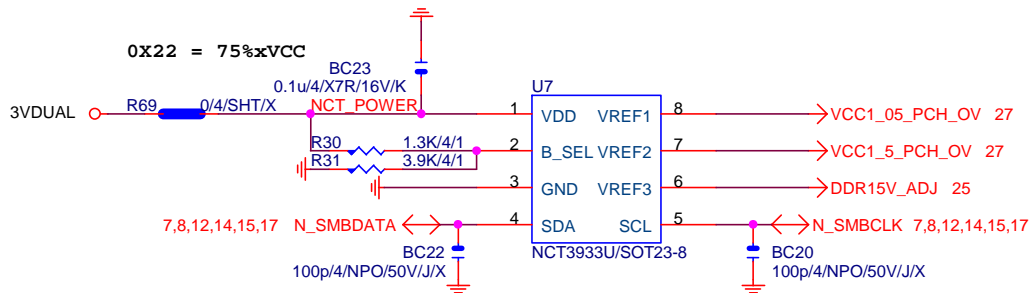 0X22 = 75%xVCC
BC23
0.1u/4/X7R/16V/K
U7
3VDUAL R69 0/4/SHT/X NCT_POWER 1 VDD VREF1 8 VCC1_05_PCH_OV 27
R30 1.3K/4/1 2 B_SEL VREF2 7 VCC1_5_PCH_OV 27
R31 3.9K/4/1
3 GND VREF3 6 DDR15V_ADJ 25
7,8,12,14,15,17 N_SMBDATA 4 SDA SCL 5 N_SMBCLK 7,8,12,14,15,17
BC22 NCT3933U/SOT23-8 BC20
100p/4/NPO/50V/J/X 100p/4/NPO/50V/J/X